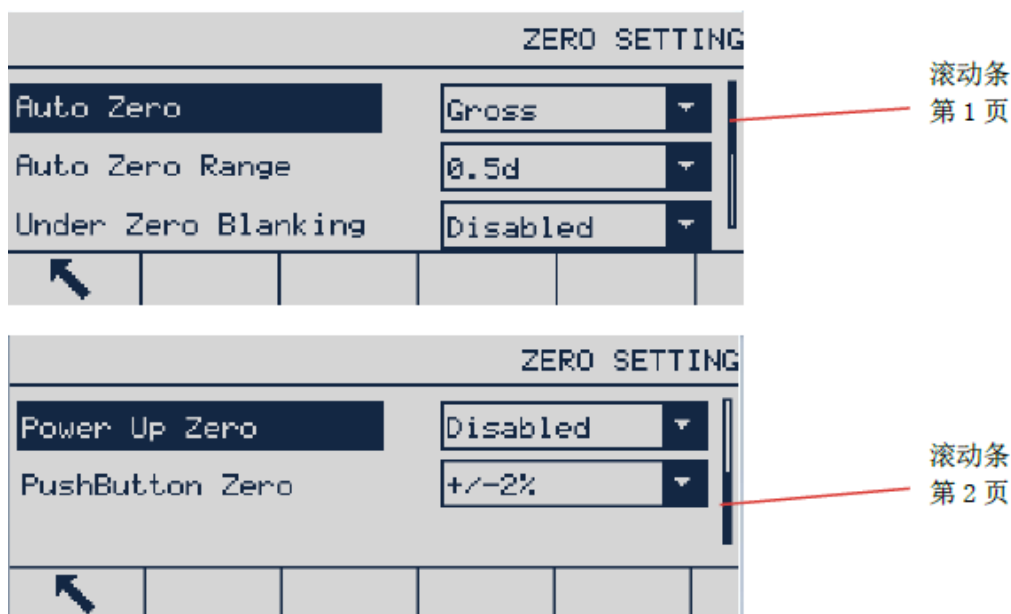 ZERO SETTING
Auto Zero Gross
Auto Zero Range 0.5d
Under Zero Blanking Disabled
滚动条
第1页
ZERO SETTING
Power Up Zero Disabled
PushButton Zero +/-2%
滚动条
第2页